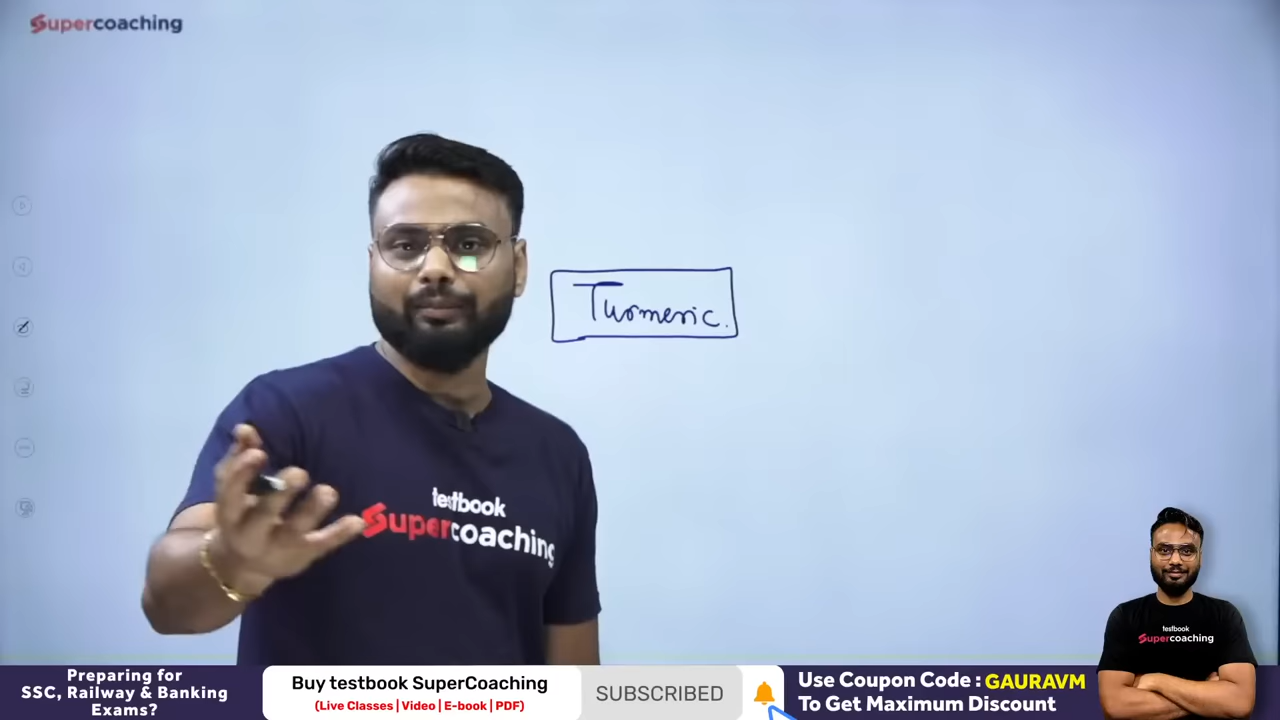 Supercoaching
Turmeric.
testbook
Supercoaching
testbook
Supercoaching
Preparing for
SSC, Railway & Banking
Exams?
Buy testbook SuperCoaching
(Live Classes | Video | E-book | PDF)
SUBSCRIBED
Use Coupon Code : GAURAVM
To Get Maximum Discount